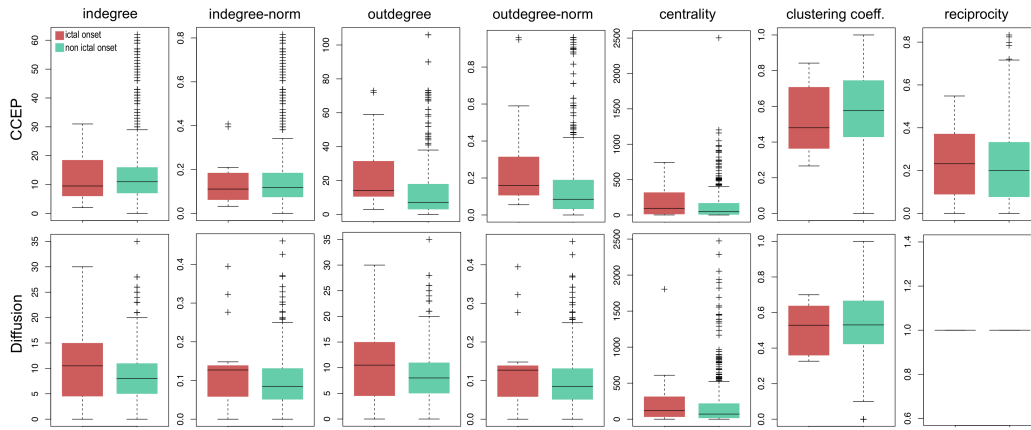 indegree indegree-norm outdegree outdegree-norm centrality clustering coeff. reciprocity
ictal onset
non ictal onset
CCEP
0 10 20 30 40 50 60
0.0 0.2 0.4 0.6 0.8
0 20 40 60 80 100
0.0 0.2 0.4 0.6 0.8
0 500 1000 1500 2000 2500
0.0 0.2 0.4 0.6 0.8 1.0
0.0 0.2 0.4 0.6 0.8
Diffusion
0 5 10 15 20 25 30 35
0.0 0.1 0.2 0.3 0.4
0 5 10 15 20 25 30 35
0.0 0.1 0.2 0.3 0.4
0 500 1000 1500 2000 2500
0.0 0.2 0.4 0.6 0.8 1.0
0.6 0.8 1.0 1.2 1.4